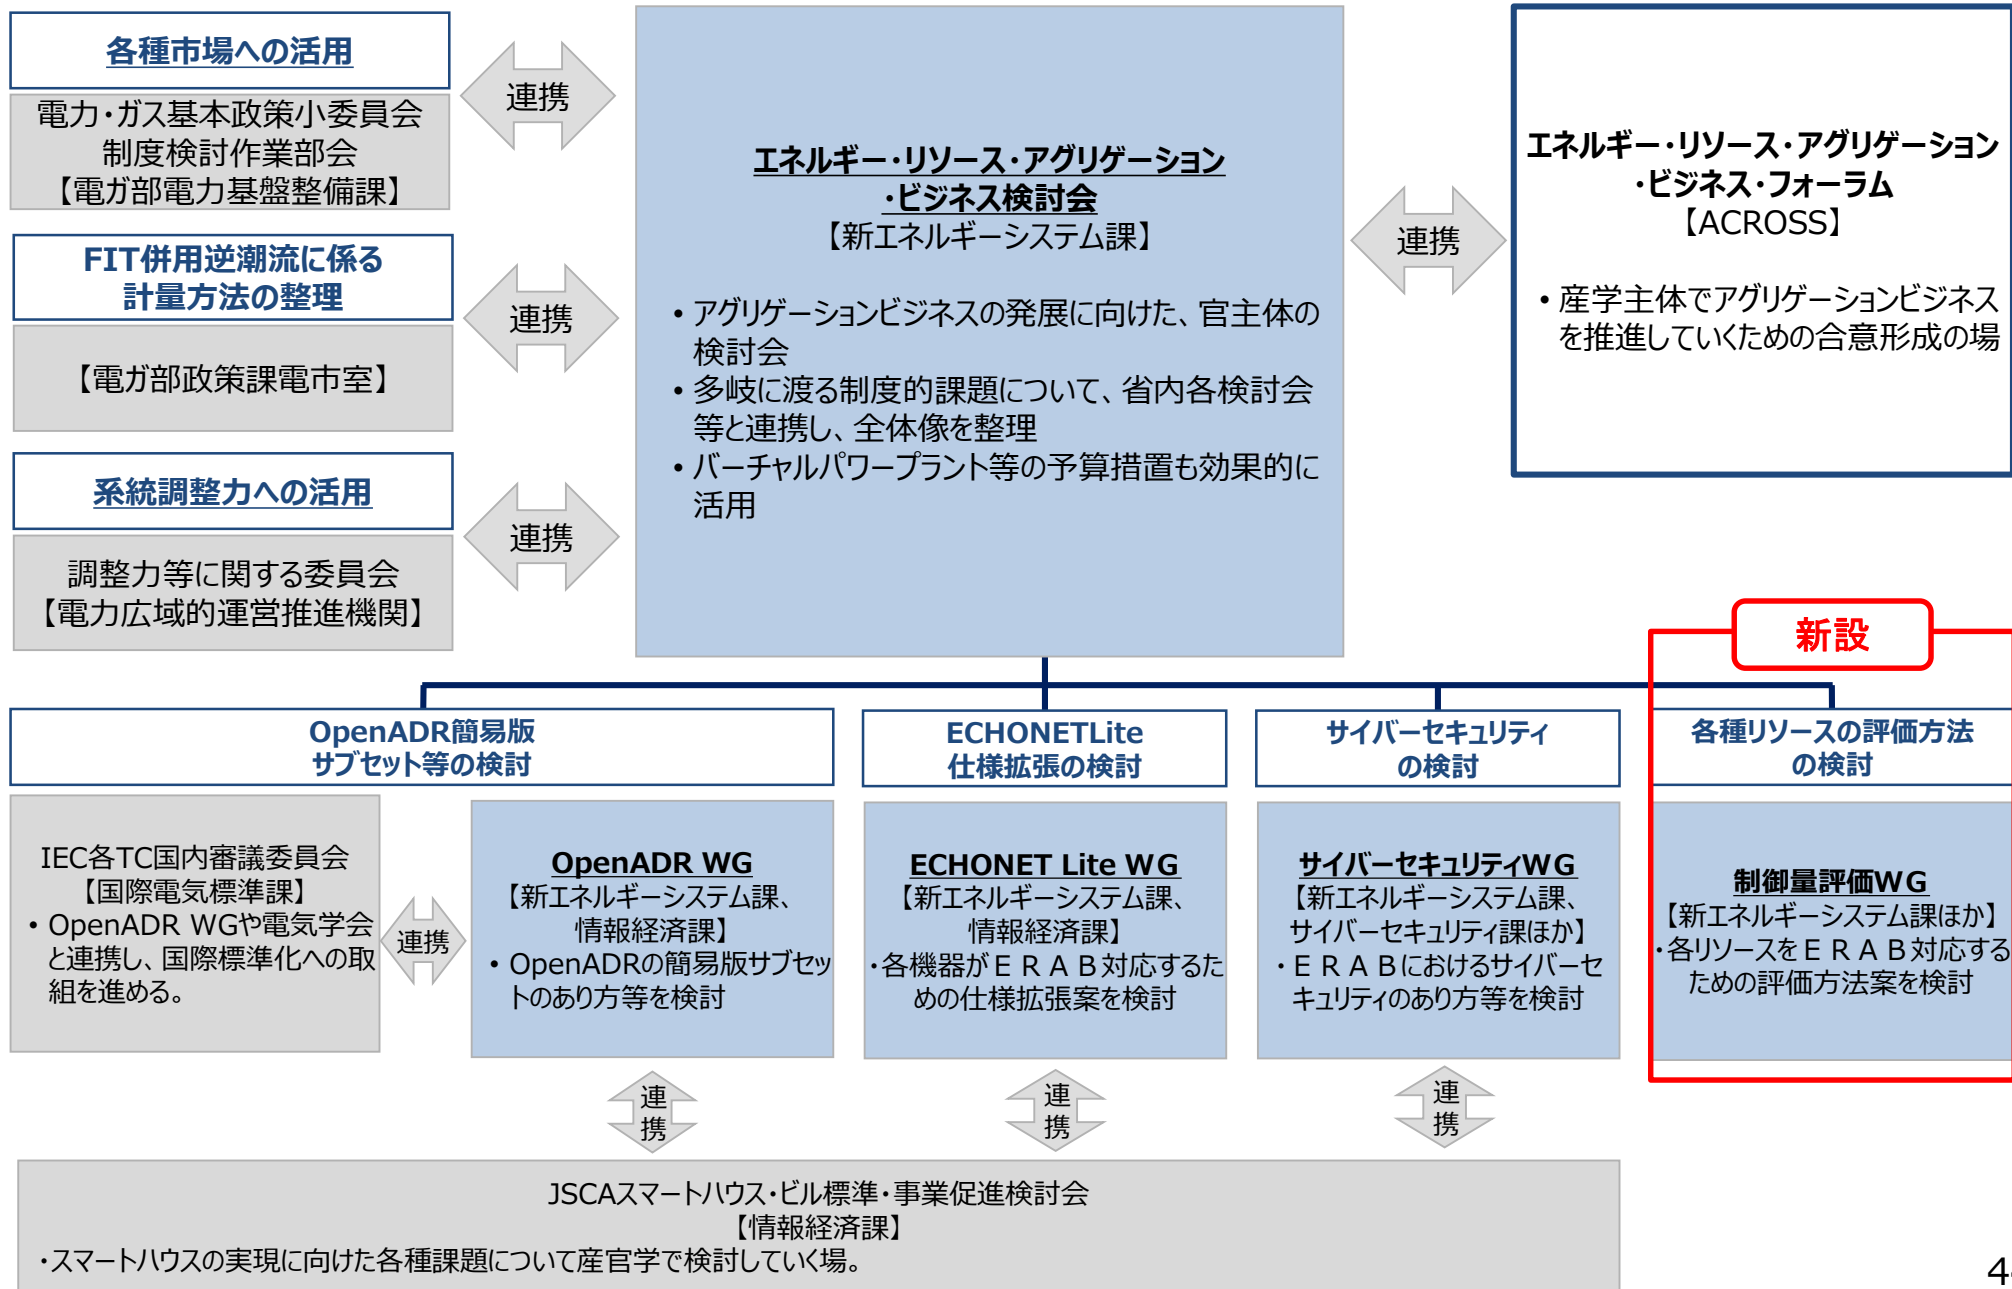 各種市場への活用
電力・ガス基本政策小委員会
制度検討作業部会
【電ガ部電力基盤整備課】
連携
FIT併用逆潮流に係る
計量方法の整理
【電ガ部政策課電市室】
連携
系統調整力への活用
調整力等に関する委員会
【電力広域的運営推進機関】
連携
エネルギー・リソース・アグリゲーション
・ビジネス検討会
【新エネルギーシステム課】
• アグリゲーションビジネスの発展に向けた、官主体の
検討会
• 多岐に渡る制度的課題について、省内各検討会
等と連携し、全体像を整理
• バーチャルパワープラント等の予算措置も効果的に
活用
連携
エネルギー・リソース・アグリゲーション
・ビジネス・フォーラム
【ACROSS】
• 産学主体でアグリゲーションビジネス
を推進していくための合意形成の場
新設
OpenADR簡易版
サブセット等の検討
IEC各TC国内審議委員会
【国際電気標準課】
• OpenADR WGや電気学会
と連携し、国際標準化への取
組を進める。
連携
OpenADR WG
【新エネルギーシステム課、
情報経済課】
• OpenADRの簡易版サブセッ
トのあり方等を検討
ECHONETLite
仕様拡張の検討
ECHONET Lite WG
【新エネルギーシステム課、
情報経済課】
・各機器がＥＲＡＢ対応するた
めの仕様拡張案を検討
サイバーセキュリティ
の検討
サイバーセキュリティWG
【新エネルギーシステム課、
サイバーセキュリティ課ほか】
・ＥＲＡＢにおけるサイバーセ
キュリティのあり方等を検討
各種リソースの評価方法
の検討
制御量評価WG
【新エネルギーシステム課ほか】
・各リソースをＥＲＡＢ対応する
ための評価方法案を検討
連
携
連
携
連
携
JSCAスマートハウス・ビル標準・事業促進検討会
【情報経済課】
・スマートハウスの実現に向けた各種課題について産官学で検討していく場。